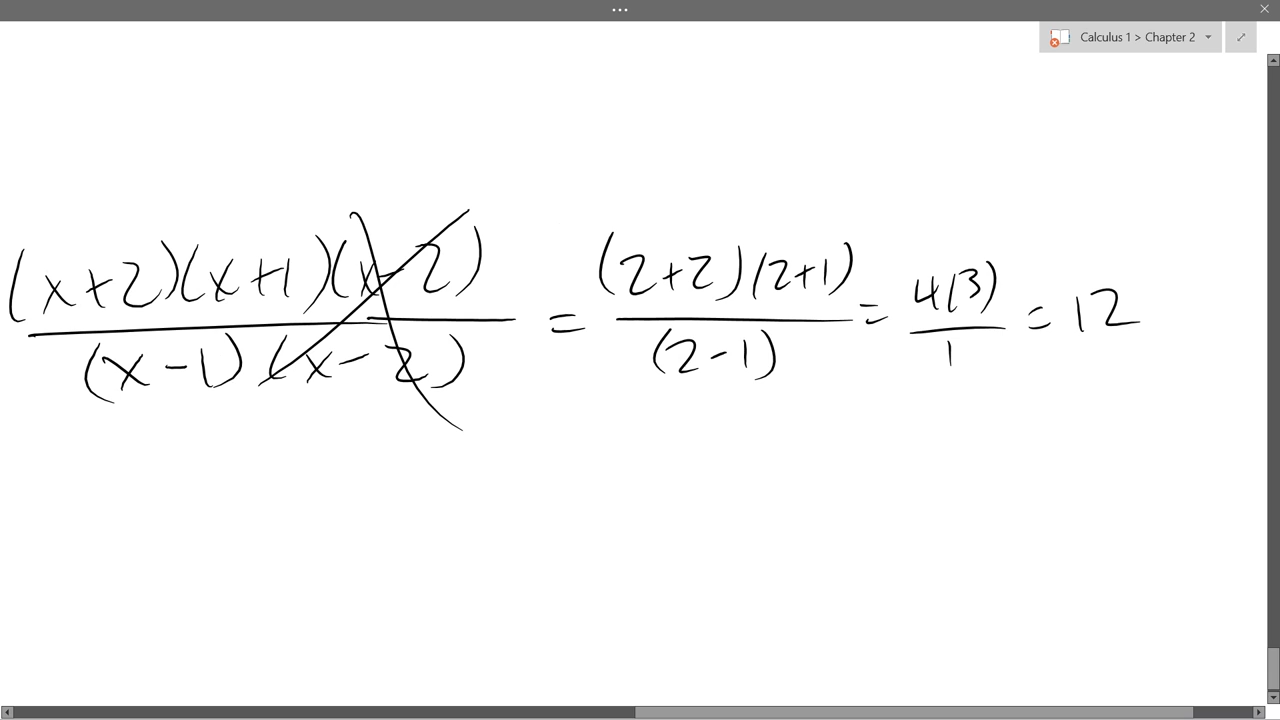 Calculus 1 > Chapter 2
(x+2)(x+1)(x-2) / (x-1)(x-2) = (2+2)(2+1) / (2-1) = 4(3) / 1 = 12